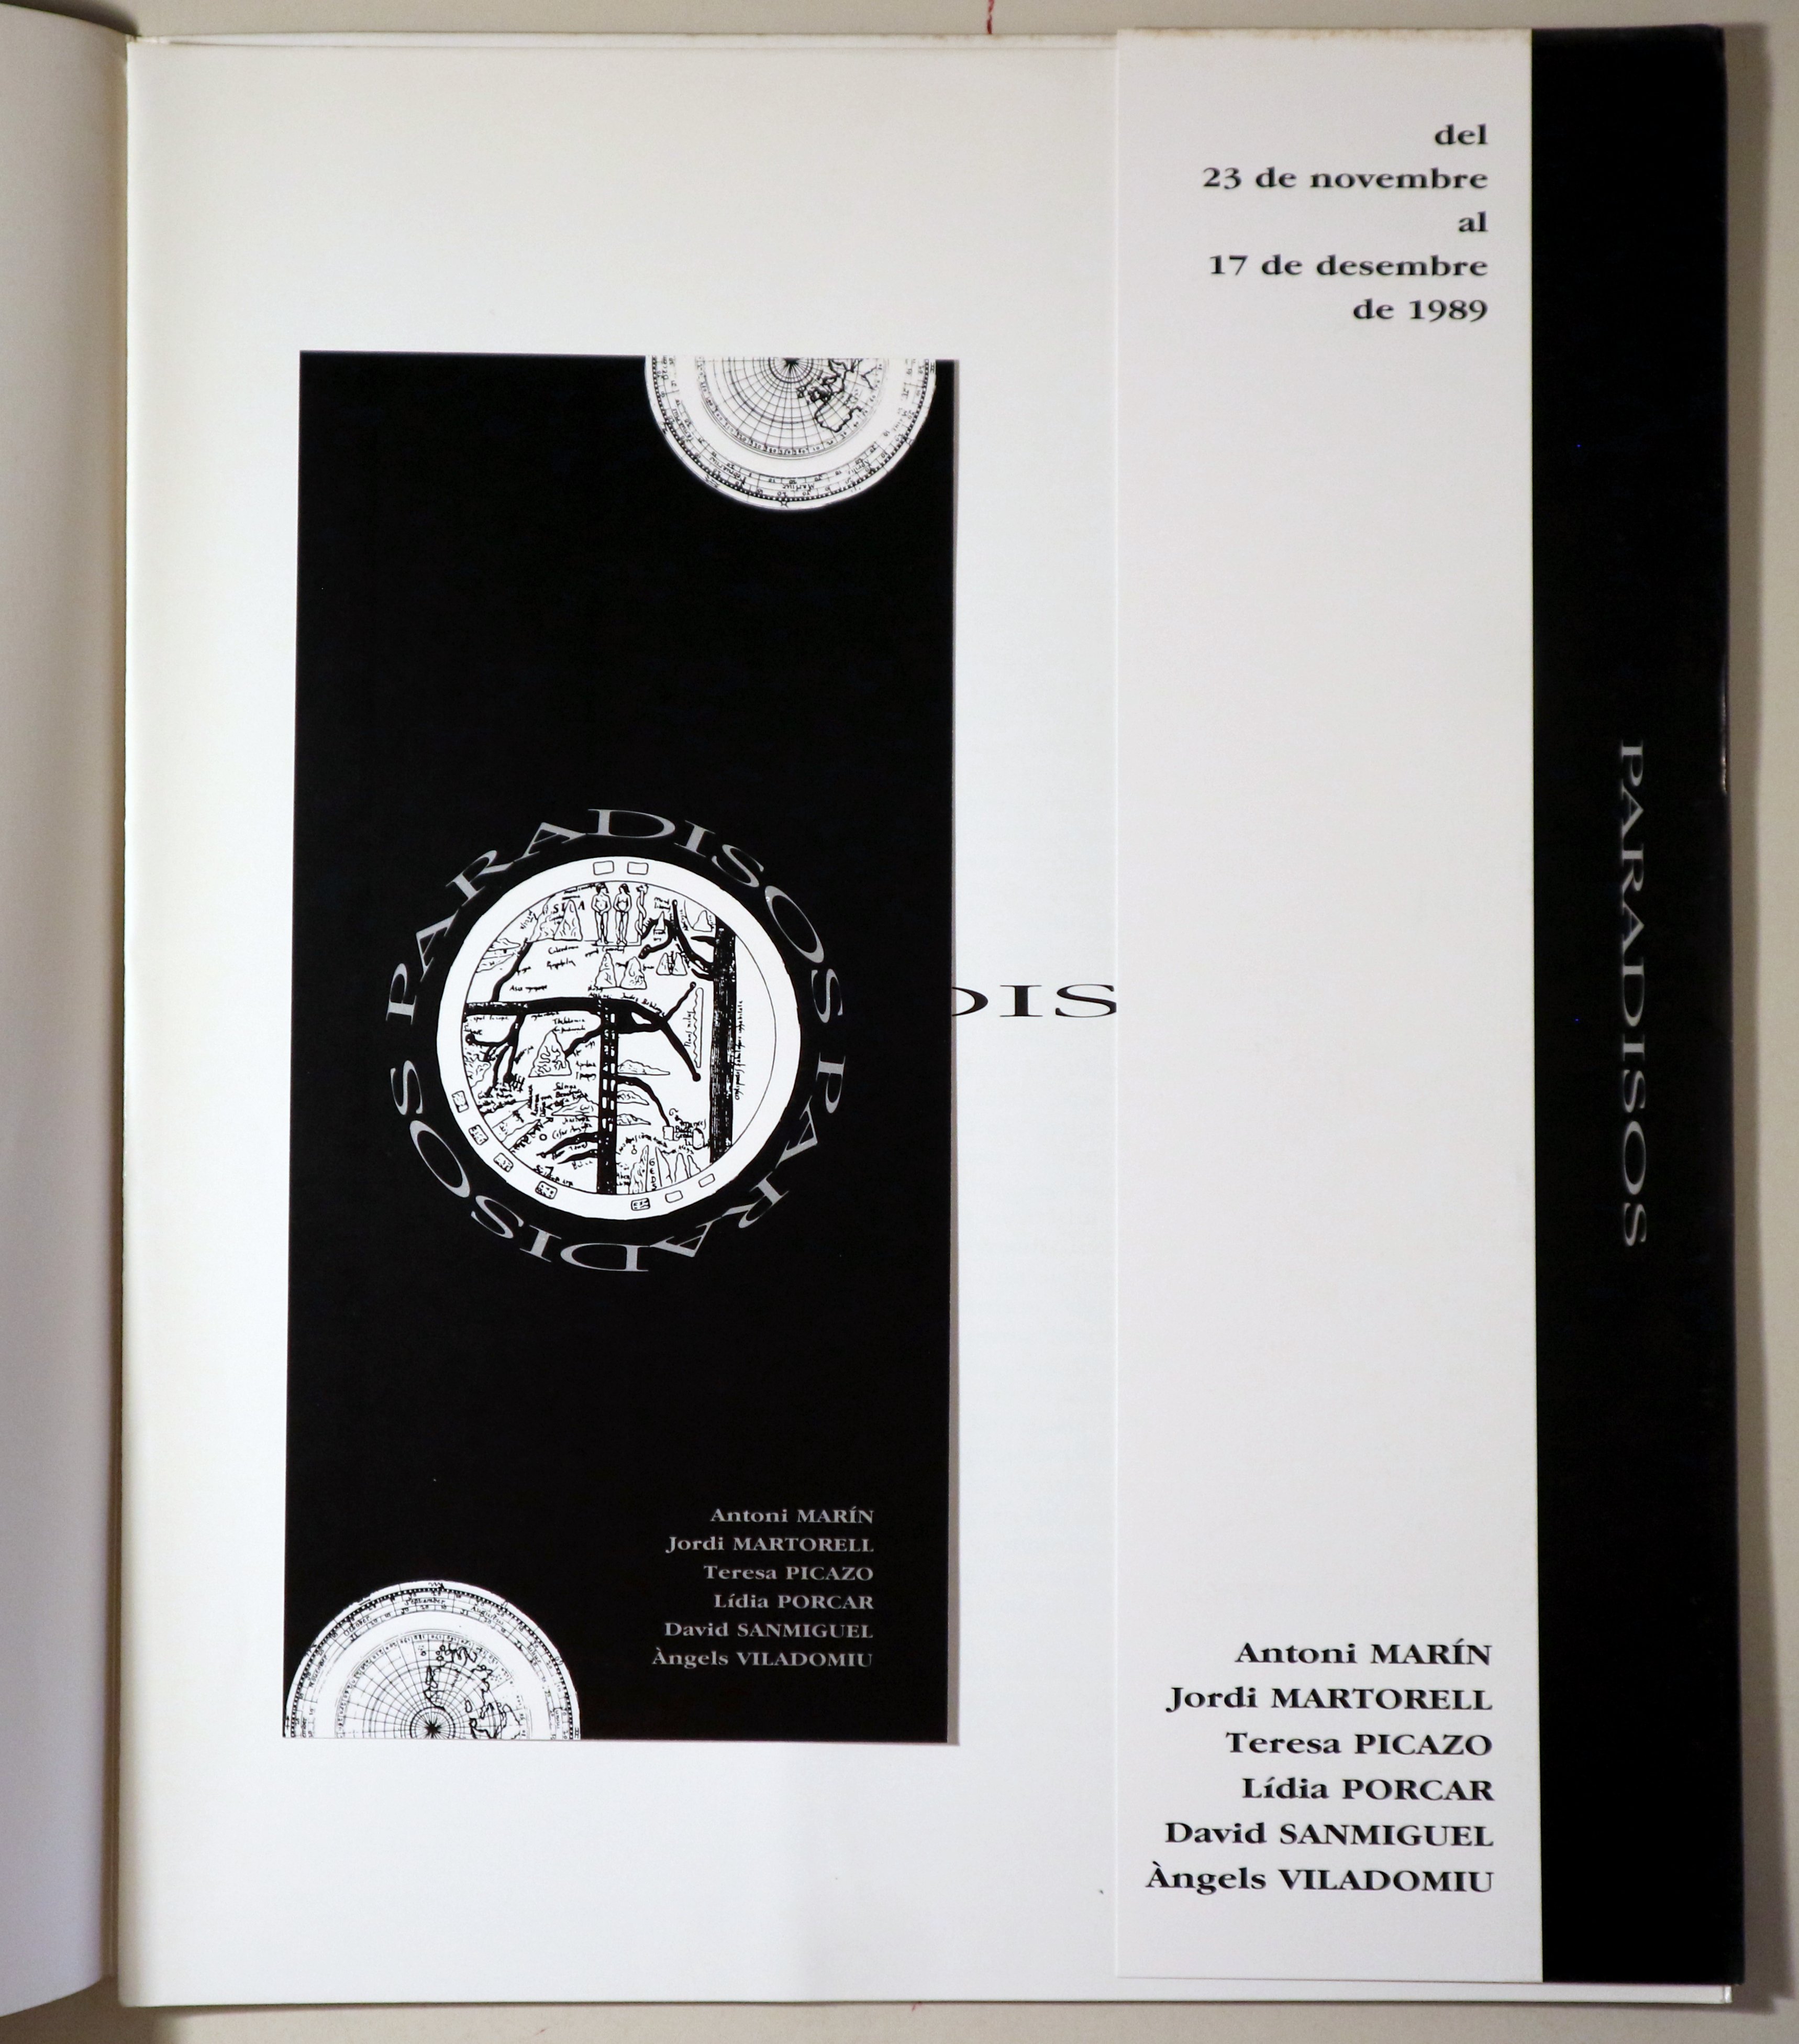 del
23 de novembre
al
17 de desembre
de 1989
PARADISOS PARADISOS
DIS
PARADISOS
Antoni MARÍN
Jordi MARTORELL
Teresa PICAZO
Lídia PORCAR
David SANMIGUEL
Àngels VILADOMIU
Antoni MARÍN
Jordi MARTORELL
Teresa PICAZO
Lídia PORCAR
David SANMIGUEL
Àngels VILADOMIU